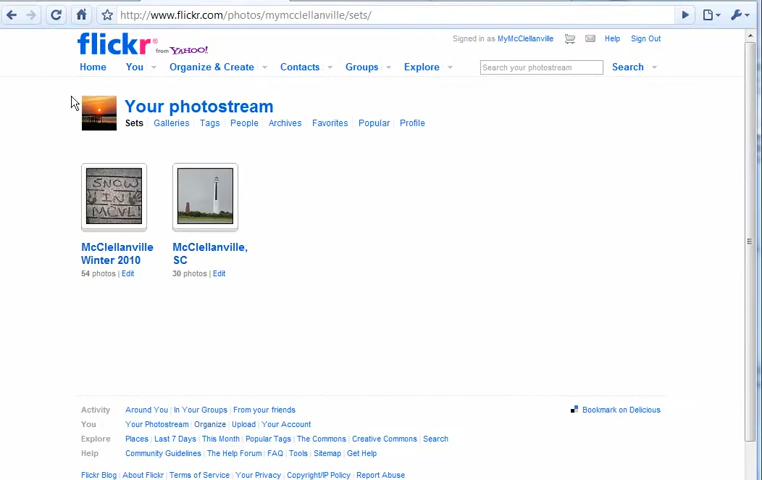 http://www.flickr.com/photos/mymcclellanville/sets/
flickr from YAHOO!
Signed in as MyMcClellanville Help Sign Out
Home You Organize & Create Contacts Groups Explore Search your photostream Search
Your photostream
Sets Galleries Tags People Archives Favorites Popular Profile
SNOW
IN
MCVL!
McClellanville Winter 2010
54 photos | Edit
McClellanville, SC
30 photos | Edit
Activity Around You | In Your Groups | From your friends Bookmark on Delicious
You Your Photostream | Organize | Upload | Your Account
Explore Places | Last 7 Days | This Month | Popular Tags | The Commons | Creative Commons | Search
Help Community Guidelines | The Help Forum | FAQ | Tools | Sitemap | Get Help
Flickr Blog | About Flickr | Terms of Service | Your Privacy | Copyright/IP Policy | Report Abuse